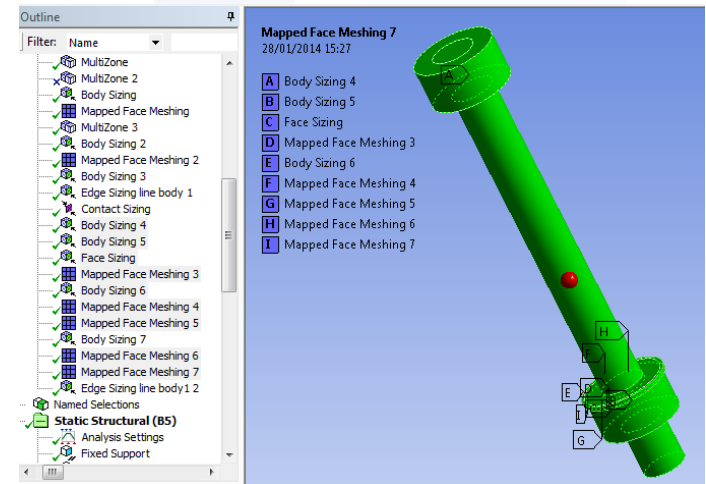 Outline
Filter: Name
MultiZone
MultiZone 2
Body Sizing
Mapped Face Meshing
MultiZone 3
Body Sizing 2
Mapped Face Meshing 2
Body Sizing 3
Edge Sizing line body 1
Contact Sizing
Body Sizing 4
Body Sizing 5
Face Sizing
Mapped Face Meshing 3
Body Sizing 6
Mapped Face Meshing 4
Mapped Face Meshing 5
Body Sizing 7
Mapped Face Meshing 6
Mapped Face Meshing 7
Edge Sizing line body1 2
Named Selections
Static Structural (B5)
Analysis Settings
Fixed Support
Mapped Face Meshing 7
28/01/2014 15:27
A Body Sizing 4
B Body Sizing 5
C Face Sizing
D Mapped Face Meshing 3
E Body Sizing 6
F Mapped Face Meshing 4
G Mapped Face Meshing 5
H Mapped Face Meshing 6
I Mapped Face Meshing 7
A
H
F
E
D
I
G